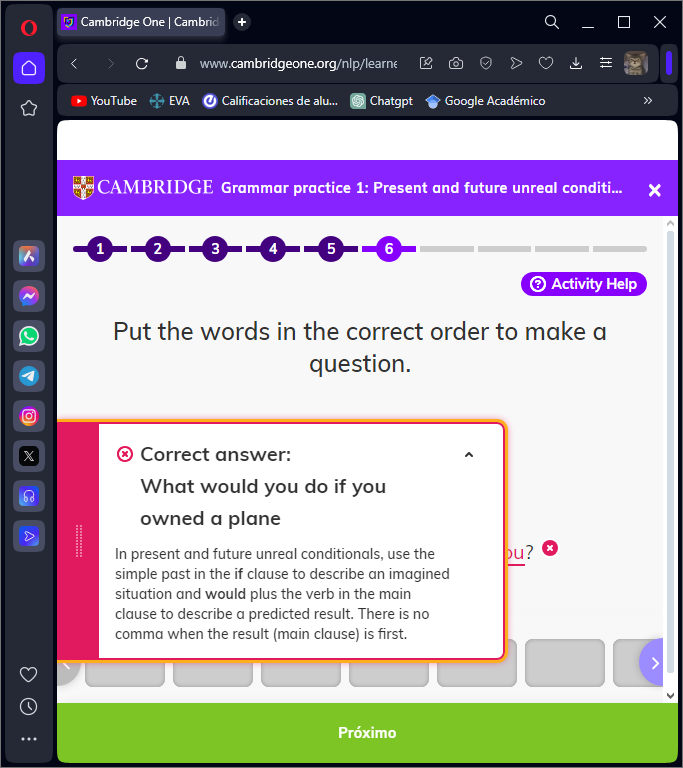 Cambridge One | Cambrid
www.cambridgeone.org/nlp/learne
YouTube EVA Calificaciones de alu... Chatgpt Google Académico »
CAMBRIDGE Grammar practice 1: Present and future unreal conditi...
1 2 3 4 5 6
Activity Help
Put the words in the correct order to make a
question.
Correct answer:
What would you do if you
owned a plane
ou?
In present and future unreal conditionals, use the
simple past in the if clause to describe an imagined
situation and would plus the verb in the main
clause to describe a predicted result. There is no
comma when the result (main clause) is first.
Próximo